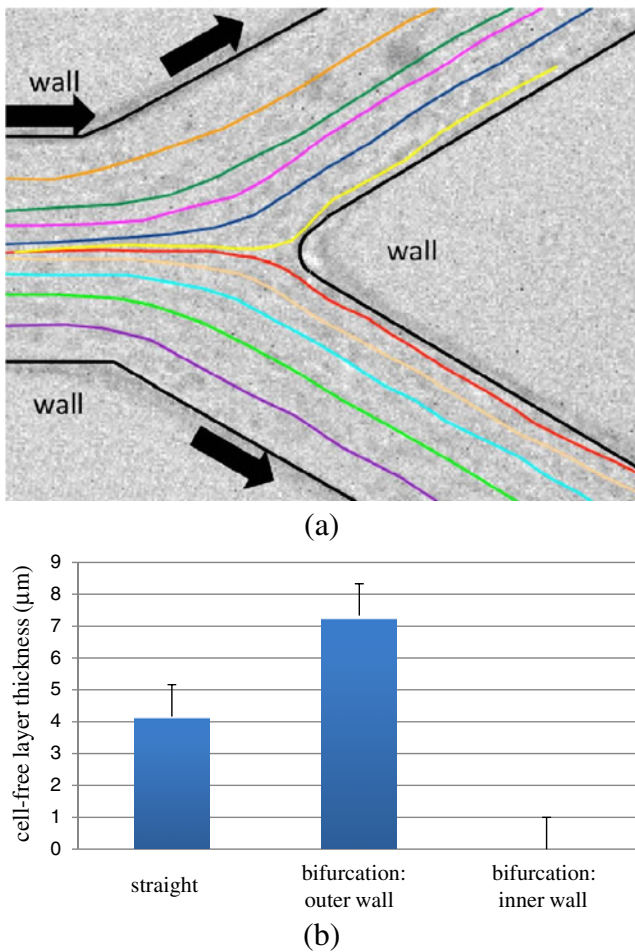 wall
wall
wall
(a)
9
8
7
6
5
4
3
2
1
0
cell-free layer thickness (μm)
straight
bifurcation:
outer wall
bifurcation:
inner wall
(b)